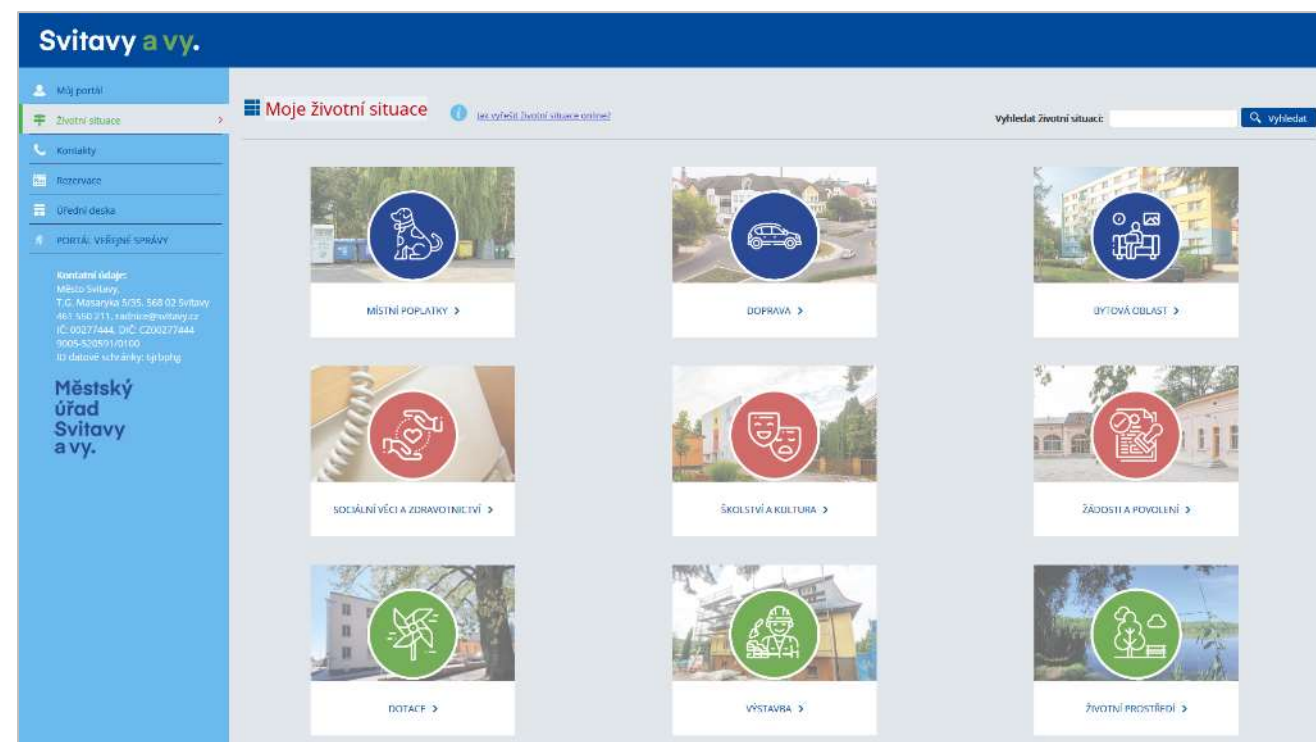 Svitavy a vy.
Můj portál
Životní situace
Kontakty
Rezervace
Úřední deska
PORTÁL VEŘEJNÉ SPRÁVY
Kontatní údaje:
Město Svitavy,
T.G. Masaryka 5/35, 568 02 Svitavy
461 550 211, radnice@svitavy.cz
IČ: 00277444, DIČ: CZ00277444
9005-520591/0100
ID datové schránky:
Městský
úřad
Svitavy
a vy.
Moje životní situace
Jak vyřešit životní situace online?
Vyhledat životní situaci:
Vyhledat
MÍSTNÍ POPLATKY
DOPRAVA
BYTOVÁ OBLAST
SOCIÁLNÍ VĚCI A ZDRAVOTNICTVÍ
ŠKOLSTVÍ A KULTURA
ŽÁDOSTI A POVOLENÍ
DOTACE
VÝSTAVBA
ŽIVOTNÍ PROSTŘEDÍ